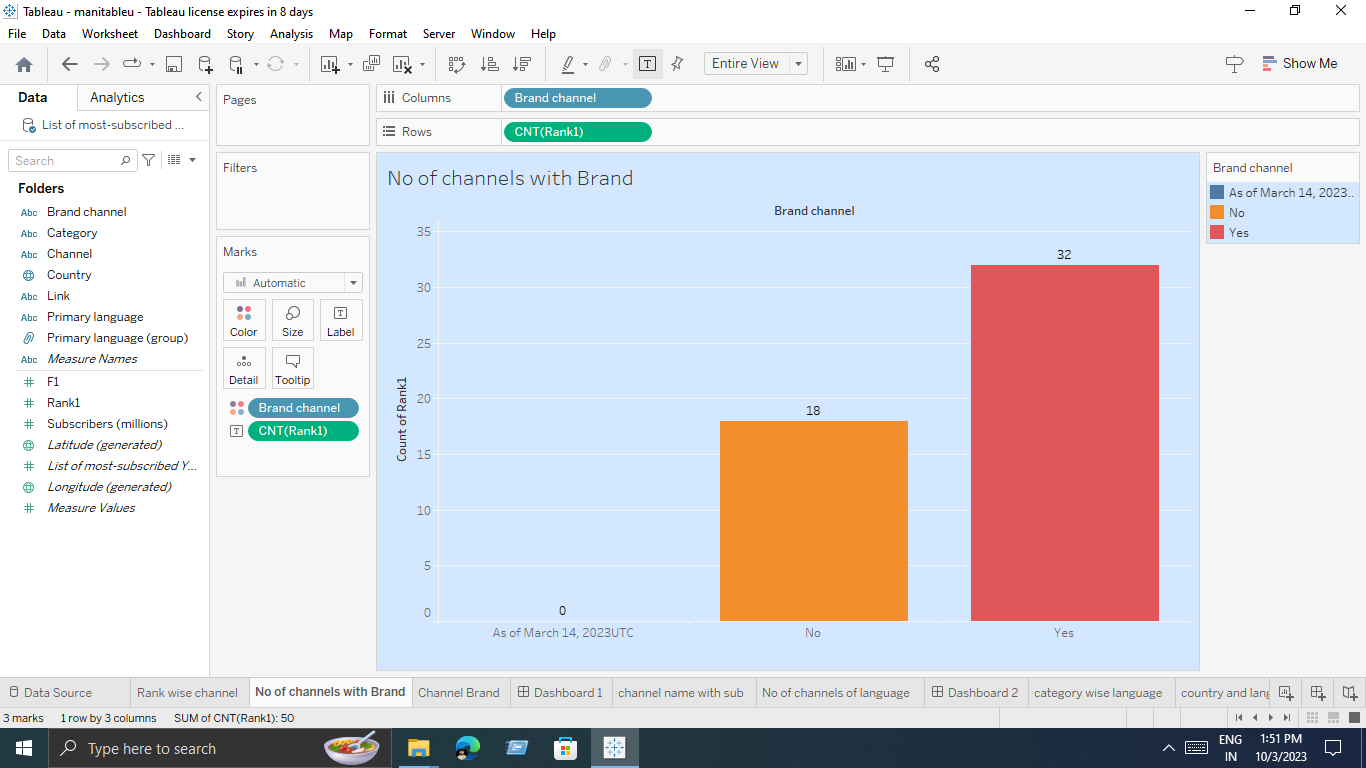 Tableau - manitableu - Tableau license expires in 8 days
File Data Worksheet Dashboard Story Analysis Map Format Server Window Help
Entire View
Show Me
Data Analytics
List of most-subscribed ...
Search
Folders
Abc Brand channel
Abc Category
Abc Channel
Country
Abc Link
Abc Primary language
Primary language (group)
Abc Measure Names
F1
Rank1
Subscribers (millions)
Latitude (generated)
List of most-subscribed Y...
Longitude (generated)
Measure Values
Pages
Filters
Marks
Automatic
Color Size Label
Detail Tooltip
Brand channel
CNT(Rank1)
Columns Brand channel
Rows CNT(Rank1)
No of channels with Brand
Brand channel
Count of Rank1
35
30
25
20
15
10
5
0
0
18
32
As of March 14, 2023UTC No Yes
Brand channel
As of March 14, 2023..
No
Yes
Data Source Rank wise channel No of channels with Brand Channel Brand Dashboard 1 channel name with sub No of channels of language Dashboard 2 category wise language country and lang
3 marks 1 row by 3 columns SUM of CNT(Rank1): 50
Type here to search
ENG
IN
1:51 PM
10/3/2023